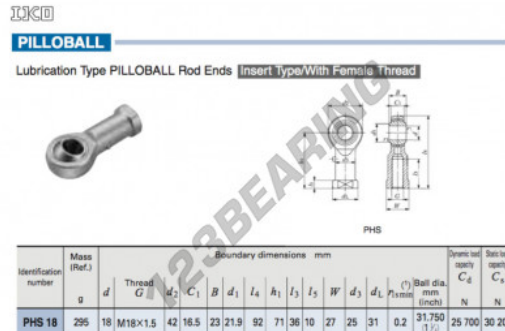 IKO
PILLOBALL
Lubrication Type PILLOBALL Rod Ends Insert Type/With Female Thread
123BEARING
PHS
Identification number
Mass (Ref.) g
Boundary dimensions mm
d
Thread G
d2 C1 B d1 l4 h1 l3 l5 W d3 dL
(1) r1s min
Ball dia. mm (inch)
Dynamic load capacity Cd N
Static load capacity Cs N
PHS 18 295 18 M18×1.5 42 16.5 23 21.9 92 71 36 10 27 25 31 0.2 31.750 25 700